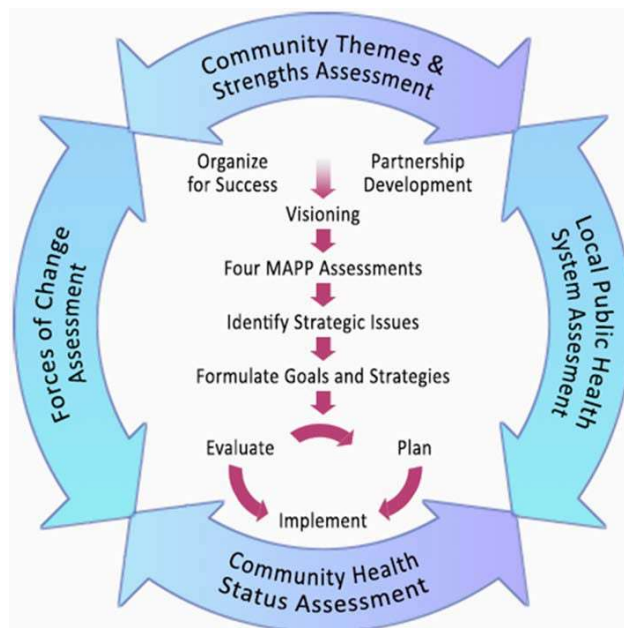 Community Themes &
Strengths Assessment
Organize
for Success
Partnership
Development
Visioning
Four MAPP Assessments
Identify Strategic Issues
Formulate Goals and Strategies
Evaluate
Plan
Implement
Forces of Change
Assessment
Local Public Health
System Assesment
Community Health
Status Assessment